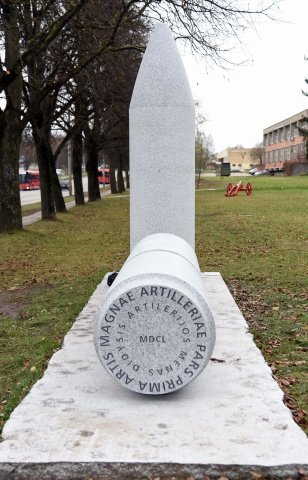 ARTIS MAGNAE ARTILLERIAE PARS PRIMA
DIDYSIS ARTILERIJOS MENAS
MDCL